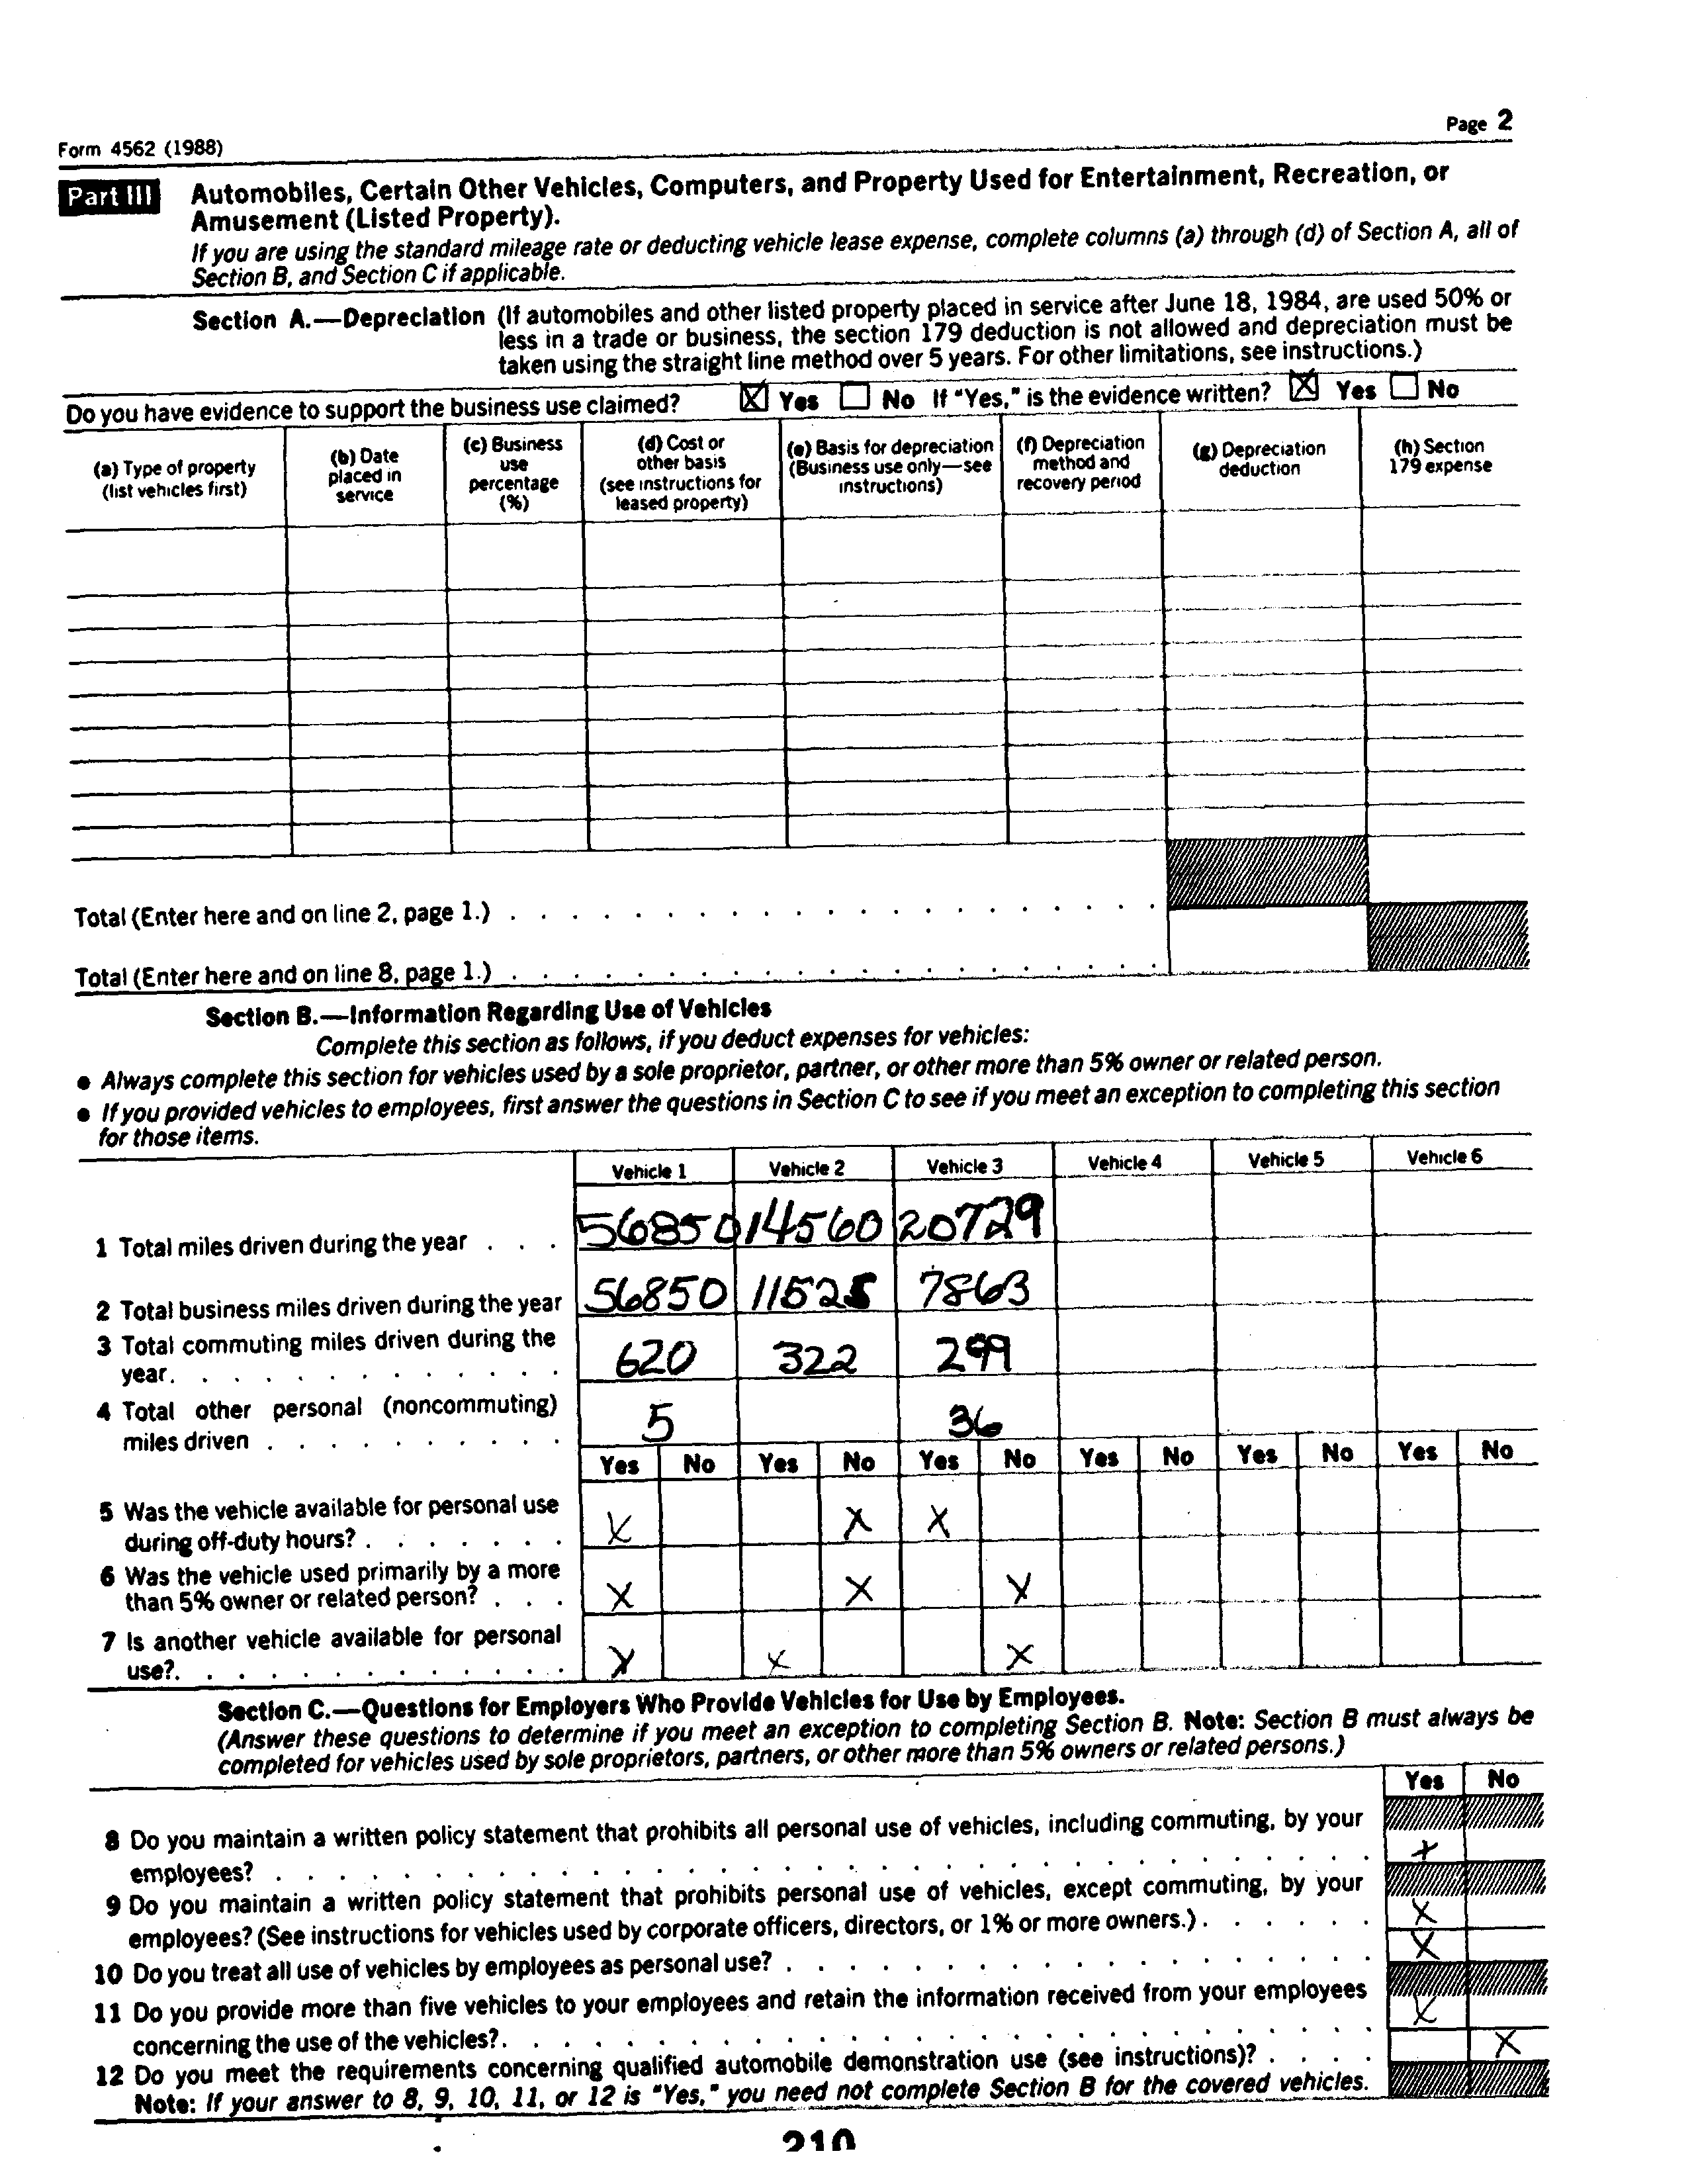 Form 4562 (1988)
Page 2
Part III
Automobiles, Certain Other Vehicles, Computers, and Property Used for Entertainment, Recreation, or
Amusement (Listed Property).
If you are using the standard mileage rate or deducting vehicle lease expense, complete columns (a) through (d) of Section A, all of
Section B, and Section C if applicable.
Section A.—Depreciation (If automobiles and other listed property placed in service after June 18, 1984, are used 50% or
less in a trade or business, the section 179 deduction is not allowed and depreciation must be
taken using the straight line method over 5 years. For other limitations, see instructions.)
Do you have evidence to support the business use claimed? X Yes No If "Yes," is the evidence written? X Yes No
(a) Type of property
(list vehicles first)
(b) Date
placed in
service
(c) Business
use
percentage
(%)
(d) Cost or
other basis
(see instructions for
leased property)
(e) Basis for depreciation
(Business use only—see
instructions)
(f) Depreciation
method and
recovery period
(g) Depreciation
deduction
(h) Section
179 expense
Total (Enter here and on line 2, page 1.)
Total (Enter here and on line 8, page 1.)
Section B.—Information Regarding Use of Vehicles
Complete this section as follows, if you deduct expenses for vehicles:
● Always complete this section for vehicles used by a sole proprietor, partner, or other more than 5% owner or related person.
● If you provided vehicles to employees, first answer the questions in Section C to see if you meet an exception to completing this section
for those items.
Vehicle 1 Vehicle 2 Vehicle 3 Vehicle 4 Vehicle 5 Vehicle 6
1 Total miles driven during the year . . . 56850 14560 20729
2 Total business miles driven during the year 56850 11525 7863
3 Total commuting miles driven during the
year. 620 322 299
4 Total other personal (noncommuting)
miles driven 5 36
Yes No Yes No Yes No Yes No Yes No Yes No
5 Was the vehicle available for personal use
during off-duty hours? X X X
6 Was the vehicle used primarily by a more
than 5% owner or related person? X X X
7 Is another vehicle available for personal
use?. X X X
Section C.—Questions for Employers Who Provide Vehicles for Use by Employees.
(Answer these questions to determine if you meet an exception to completing Section B. Note: Section B must always be
completed for vehicles used by sole proprietors, partners, or other more than 5% owners or related persons.)
Yes No
8 Do you maintain a written policy statement that prohibits all personal use of vehicles, including commuting, by your
employees? X
9 Do you maintain a written policy statement that prohibits personal use of vehicles, except commuting, by your
employees? (See instructions for vehicles used by corporate officers, directors, or 1% or more owners.) X
10 Do you treat all use of vehicles by employees as personal use? X
11 Do you provide more than five vehicles to your employees and retain the information received from your employees
concerning the use of the vehicles?. X
12 Do you meet the requirements concerning qualified automobile demonstration use (see instructions)? X
Note: If your answer to 8, 9, 10, 11, or 12 is "Yes," you need not complete Section B for the covered vehicles.
210